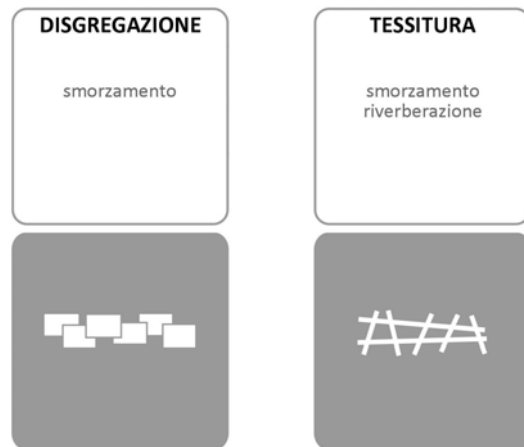 DISGREGAZIONE
smorzamento
TESSITURA
smorzamento
riverberazione